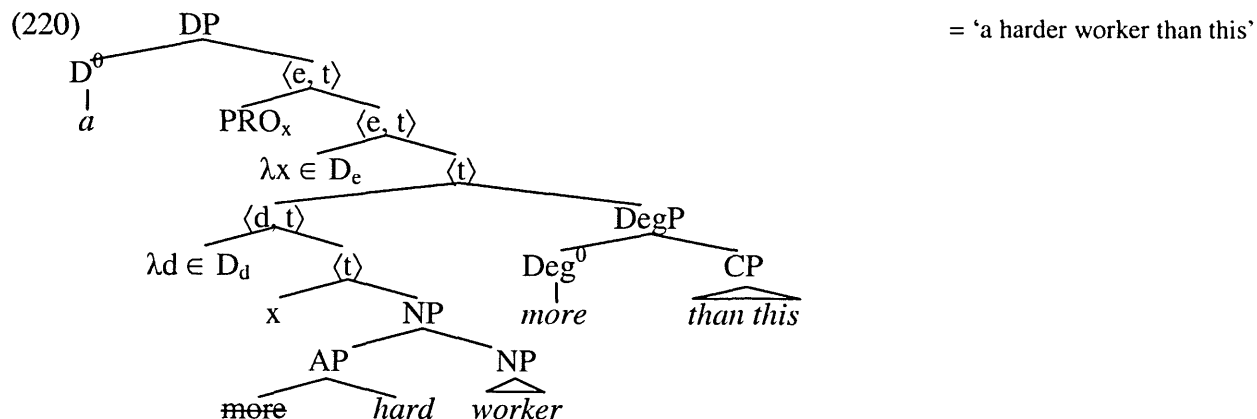 (220) DP = ‘a harder worker than this’
D⁰ ⟨e, t⟩
a PROₓ ⟨e, t⟩
λx ∈ Dₑ ⟨t⟩
⟨d, t⟩ DegP
λd ∈ D_d ⟨t⟩ Deg⁰ CP
x NP more than this
AP NP
more hard worker